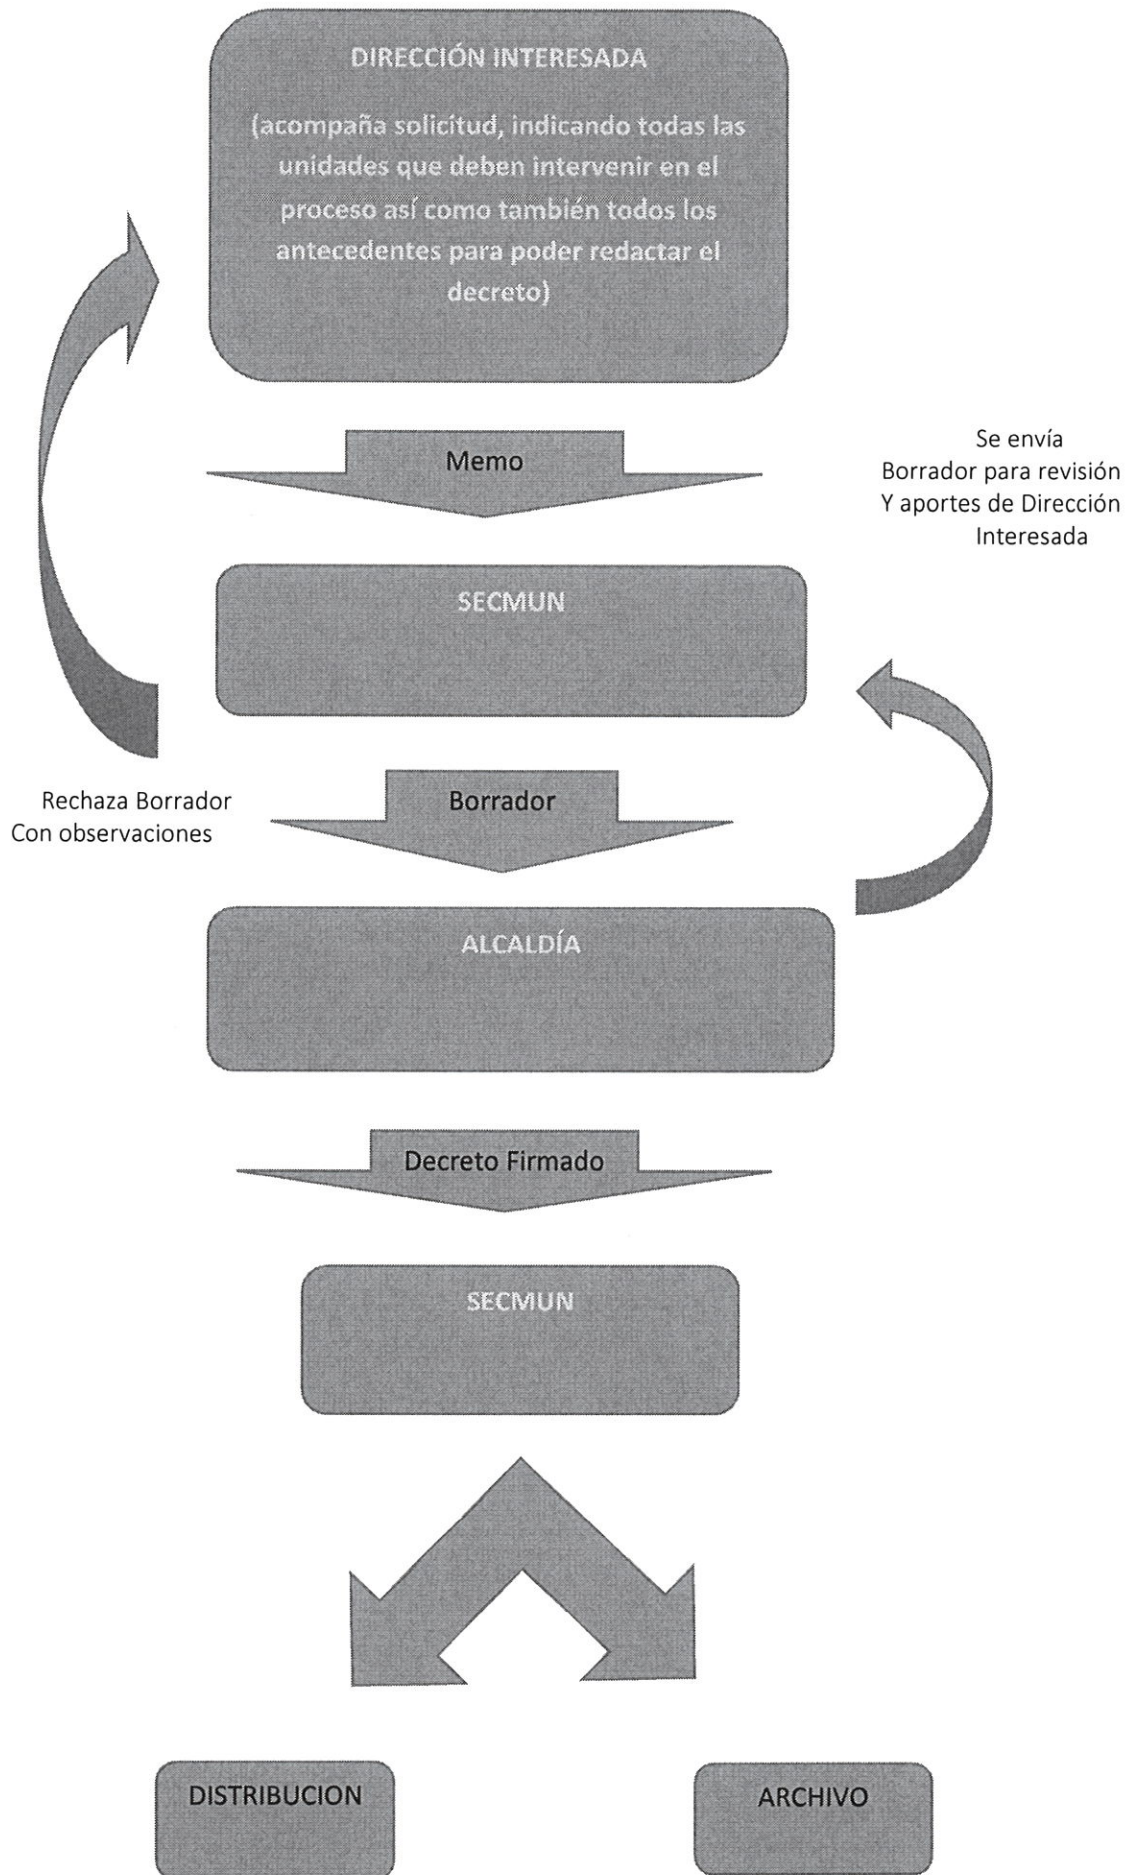 DIRECCIÓN INTERESADA
(acompaña solicitud, indicando todas las
unidades que deben intervenir en el
proceso así como también todos los
antecedentes para poder redactar el
decreto)
Memo
Se envía
Borrador para revisión
Y aportes de Dirección
Interesada
SECMUN
Rechaza Borrador
Con observaciones
Borrador
ALCALDÍA
Decreto Firmado
SECMUN
DISTRIBUCION
ARCHIVO